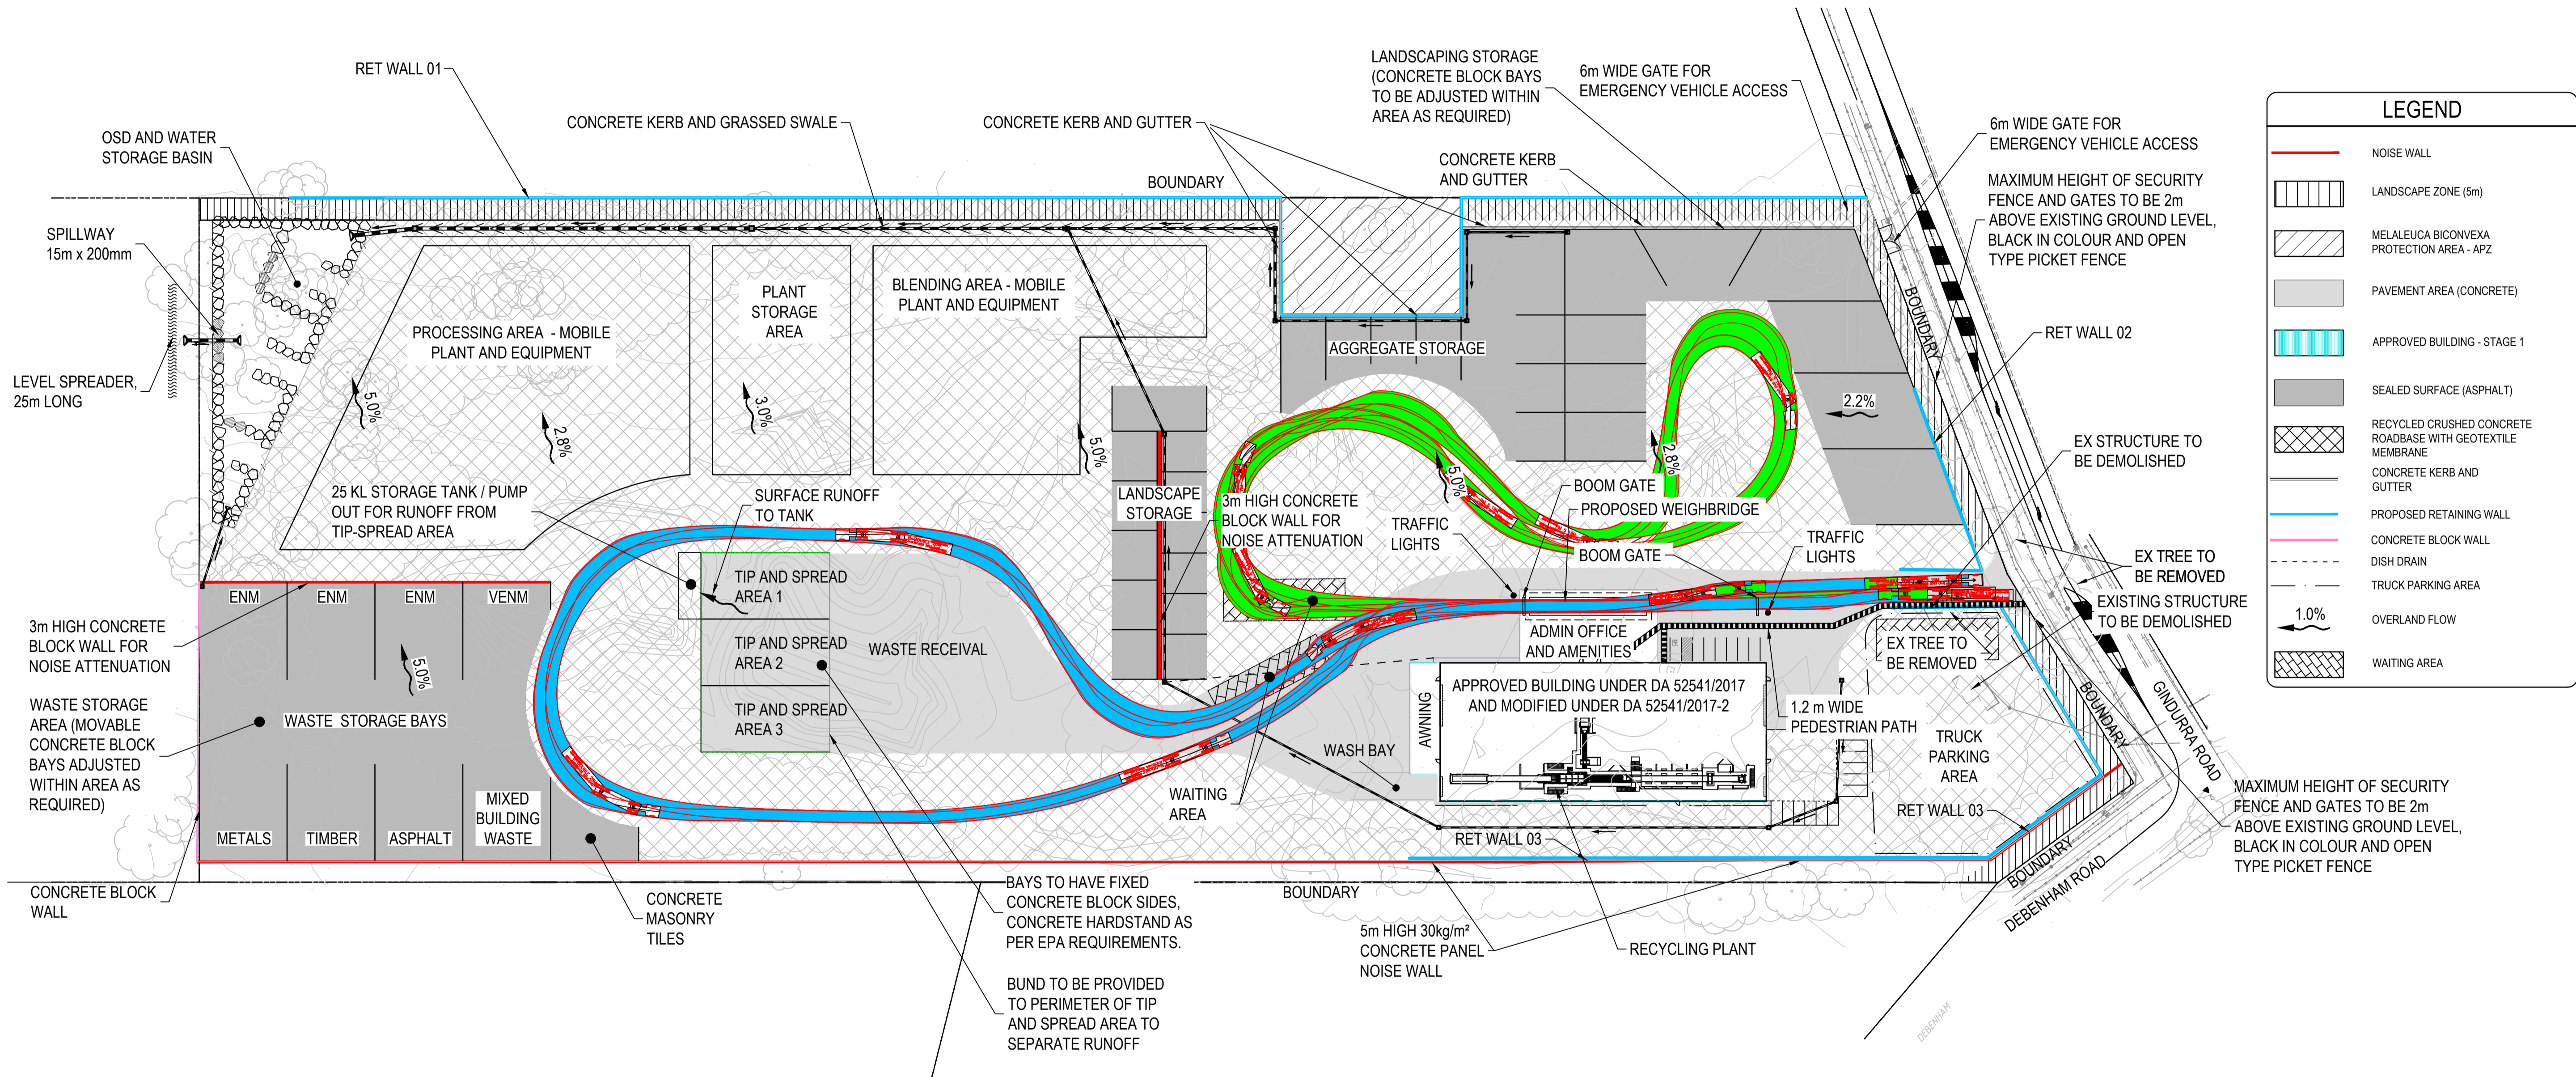 RET WALL 01
OSD AND WATER
STORAGE BASIN
SPILLWAY
15m x 200mm
LEVEL SPREADER,
25m LONG
CONCRETE KERB AND GRASSED SWALE
CONCRETE KERB AND GUTTER
BOUNDARY
LANDSCAPING STORAGE
(CONCRETE BLOCK BAYS
TO BE ADJUSTED WITHIN
AREA AS REQUIRED)
6m WIDE GATE FOR
EMERGENCY VEHICLE ACCESS
CONCRETE KERB
AND GUTTER
6m WIDE GATE FOR
EMERGENCY VEHICLE ACCESS
MAXIMUM HEIGHT OF SECURITY
FENCE AND GATES TO BE 2m
ABOVE EXISTING GROUND LEVEL,
BLACK IN COLOUR AND OPEN
TYPE PICKET FENCE
BOUNDARY
RET WALL 02
PROCESSING AREA - MOBILE
PLANT AND EQUIPMENT
PLANT
STORAGE
AREA
BLENDING AREA - MOBILE
PLANT AND EQUIPMENT
AGGREGATE STORAGE
5.0%
2.8%
3.0%
5.0%
5.0%
2.8%
2.2%
25 KL STORAGE TANK / PUMP
OUT FOR RUNOFF FROM
TIP-SPREAD AREA
SURFACE RUNOFF
TO TANK
LANDSCAPE
STORAGE
3m HIGH CONCRETE
BLOCK WALL FOR
NOISE ATTENUATION
TRAFFIC
LIGHTS
BOOM GATE
PROPOSED WEIGHBRIDGE
BOOM GATE
TRAFFIC
LIGHTS
EX STRUCTURE TO
BE DEMOLISHED
EX TREE TO
BE REMOVED
EXISTING STRUCTURE
TO BE DEMOLISHED
EX TREE TO
BE REMOVED
ENM
ENM
ENM
VENM
3m HIGH CONCRETE
BLOCK WALL FOR
NOISE ATTENUATION
WASTE STORAGE
AREA (MOVABLE
CONCRETE BLOCK
BAYS ADJUSTED
WITHIN AREA AS
REQUIRED)
5.0%
WASTE STORAGE BAYS
METALS
TIMBER
ASPHALT
MIXED
BUILDING
WASTE
CONCRETE BLOCK
WALL
CONCRETE
MASONRY
TILES
TIP AND SPREAD
AREA 1
TIP AND SPREAD
AREA 2
TIP AND SPREAD
AREA 3
WASTE RECEIVAL
BAYS TO HAVE FIXED
CONCRETE BLOCK SIDES,
CONCRETE HARDSTAND AS
PER EPA REQUIREMENTS.
BUND TO BE PROVIDED
TO PERIMETER OF TIP
AND SPREAD AREA TO
SEPARATE RUNOFF
WAITING
AREA
WASH BAY
AWNING
ADMIN OFFICE
AND AMENITIES
APPROVED BUILDING UNDER DA 52541/2017
AND MODIFIED UNDER DA 52541/2017-2
1.2 m WIDE
PEDESTRIAN PATH
TRUCK
PARKING
AREA
RET WALL 03
RET WALL 03
BOUNDARY
5m HIGH 30kg/m²
CONCRETE PANEL
NOISE WALL
RECYCLING PLANT
BOUNDARY
BOUNDARY
GINDURRA ROAD
DEBENHAM ROAD
DEBENHAM
MAXIMUM HEIGHT OF SECURITY
FENCE AND GATES TO BE 2m
ABOVE EXISTING GROUND LEVEL,
BLACK IN COLOUR AND OPEN
TYPE PICKET FENCE
LEGEND
NOISE WALL
LANDSCAPE ZONE (5m)
MELALEUCA BICONVEXA
PROTECTION AREA - APZ
PAVEMENT AREA (CONCRETE)
APPROVED BUILDING - STAGE 1
SEALED SURFACE (ASPHALT)
RECYCLED CRUSHED CONCRETE
ROADBASE WITH GEOTEXTILE
MEMBRANE
CONCRETE KERB AND
GUTTER
PROPOSED RETAINING WALL
CONCRETE BLOCK WALL
DISH DRAIN
TRUCK PARKING AREA
1.0%
OVERLAND FLOW
WAITING AREA